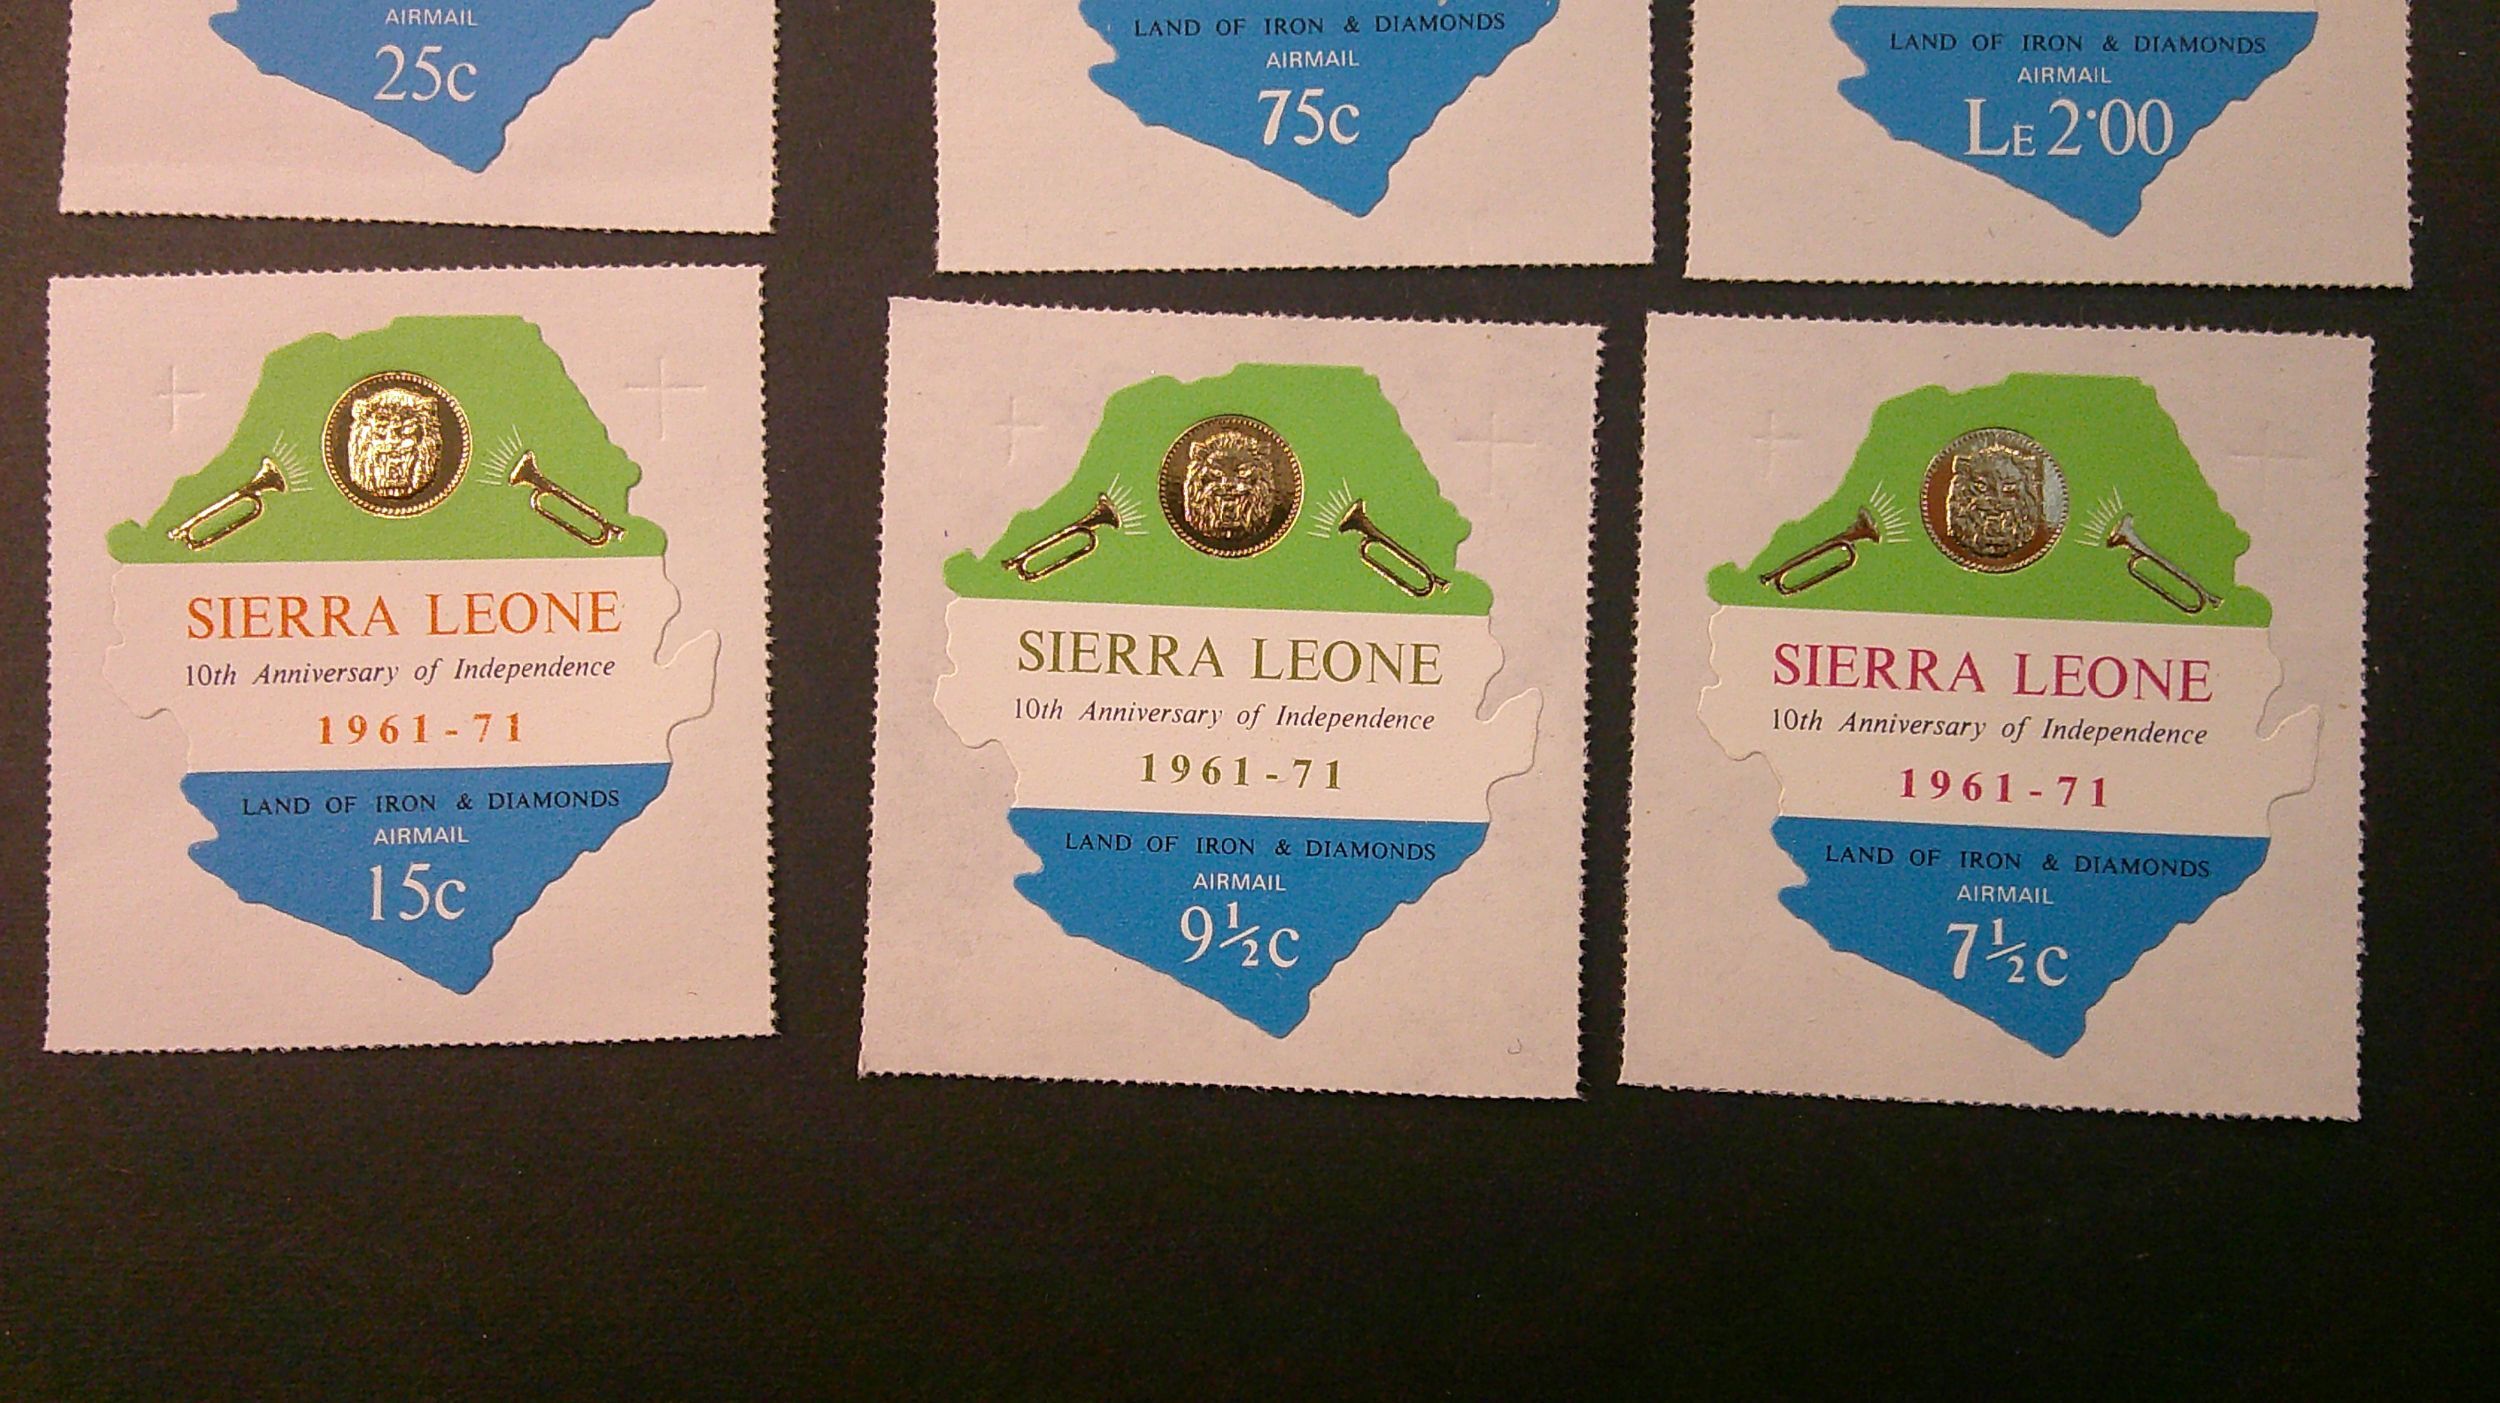 AIRMAIL
25c
LAND OF IRON & DIAMONDS
AIRMAIL
75c
LAND OF IRON & DIAMONDS
AIRMAIL
LE 2·00
SIERRA LEONE
10th Anniversary of Independence
1961-71
LAND OF IRON & DIAMONDS
AIRMAIL
15c
SIERRA LEONE
10th Anniversary of Independence
1961-71
LAND OF IRON & DIAMONDS
AIRMAIL
9½c
SIERRA LEONE
10th Anniversary of Independence
1961-71
LAND OF IRON & DIAMONDS
AIRMAIL
7½c